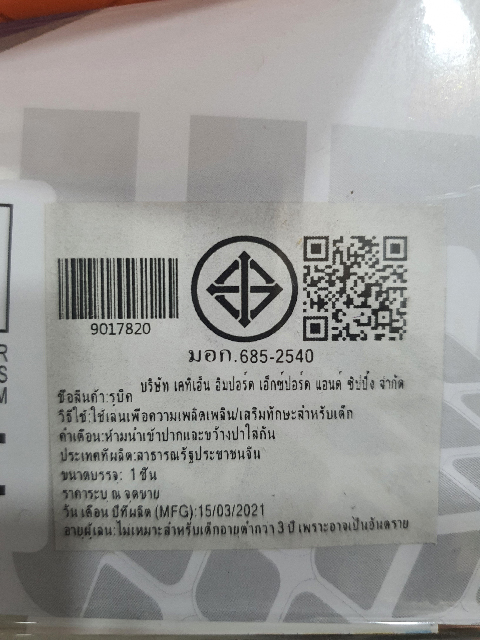 R
S
M
9017820
มอก.685-2540
บริษัท เคทีเอ็น อิมปอร์ต เอ็กซ์ปอร์ต แอนด์ ชิปปิ้ง จำกัด
ชื่อสินค้า:รูบิค
วิธีใช้:ใช้เล่นเพื่อความเพลิดเพลิน/เสริมทักษะสำหรับเด็ก
คำเตือน:ห้ามนำเข้าปากและขว้างปาใส่กัน
ประเทศที่ผลิต:สาธารณรัฐประชาชนจีน
ขนาดบรรจุ: 1 ชิ้น
ราคาระบุ ณ จุดขาย
วัน เดือน ปีที่ผลิต (MFG):15/03/2021
อายุผู้เล่น:ไม่เหมาะสำหรับเด็กอายุต่ำกว่า 3 ปี เพราะอาจเป็นอันตราย